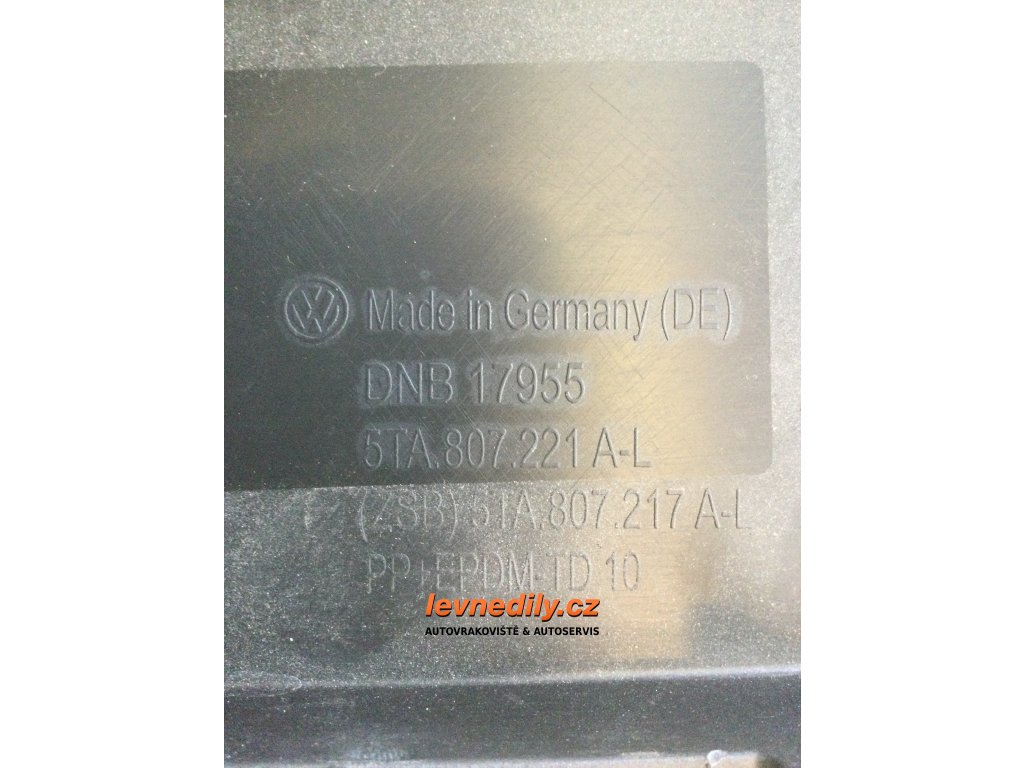 Made in Germany (DE)
DNB 17955
5TA.807.221 A-L
(ZSB) 5TA.807.217 A-L
PP+EPDM-TD 10
levnedily.cz
AUTOVRAKOVIŠTĚ & AUTOSERVIS